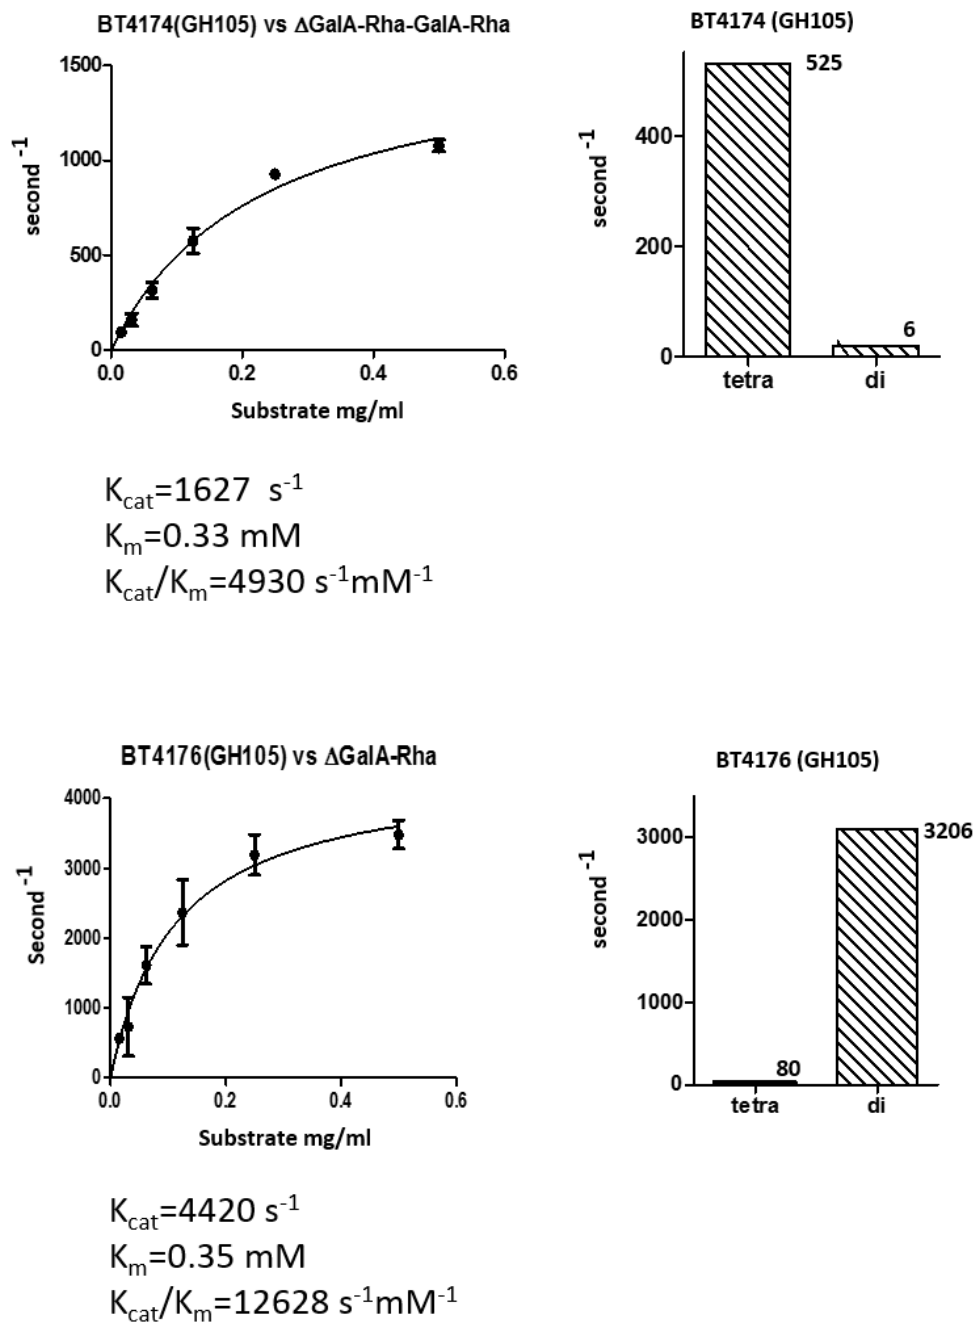 BT4174(GH105) vs ΔGalA-Rha-GalA-Rha
second⁻¹
1500
1000
500
0
0.0 0.2 0.4 0.6
Substrate mg/ml
BT4174 (GH105)
second⁻¹
400
200
0
525
6
tetra di
Kcat=1627 s⁻¹
Km=0.33 mM
Kcat/Km=4930 s⁻¹mM⁻¹
BT4176(GH105) vs ΔGalA-Rha
Second⁻¹
4000
3000
2000
1000
0
0.0 0.2 0.4 0.6
Substrate mg/ml
BT4176 (GH105)
second⁻¹
3000
2000
1000
0
80
3206
tetra di
Kcat=4420 s⁻¹
Km=0.35 mM
Kcat/Km=12628 s⁻¹mM⁻¹